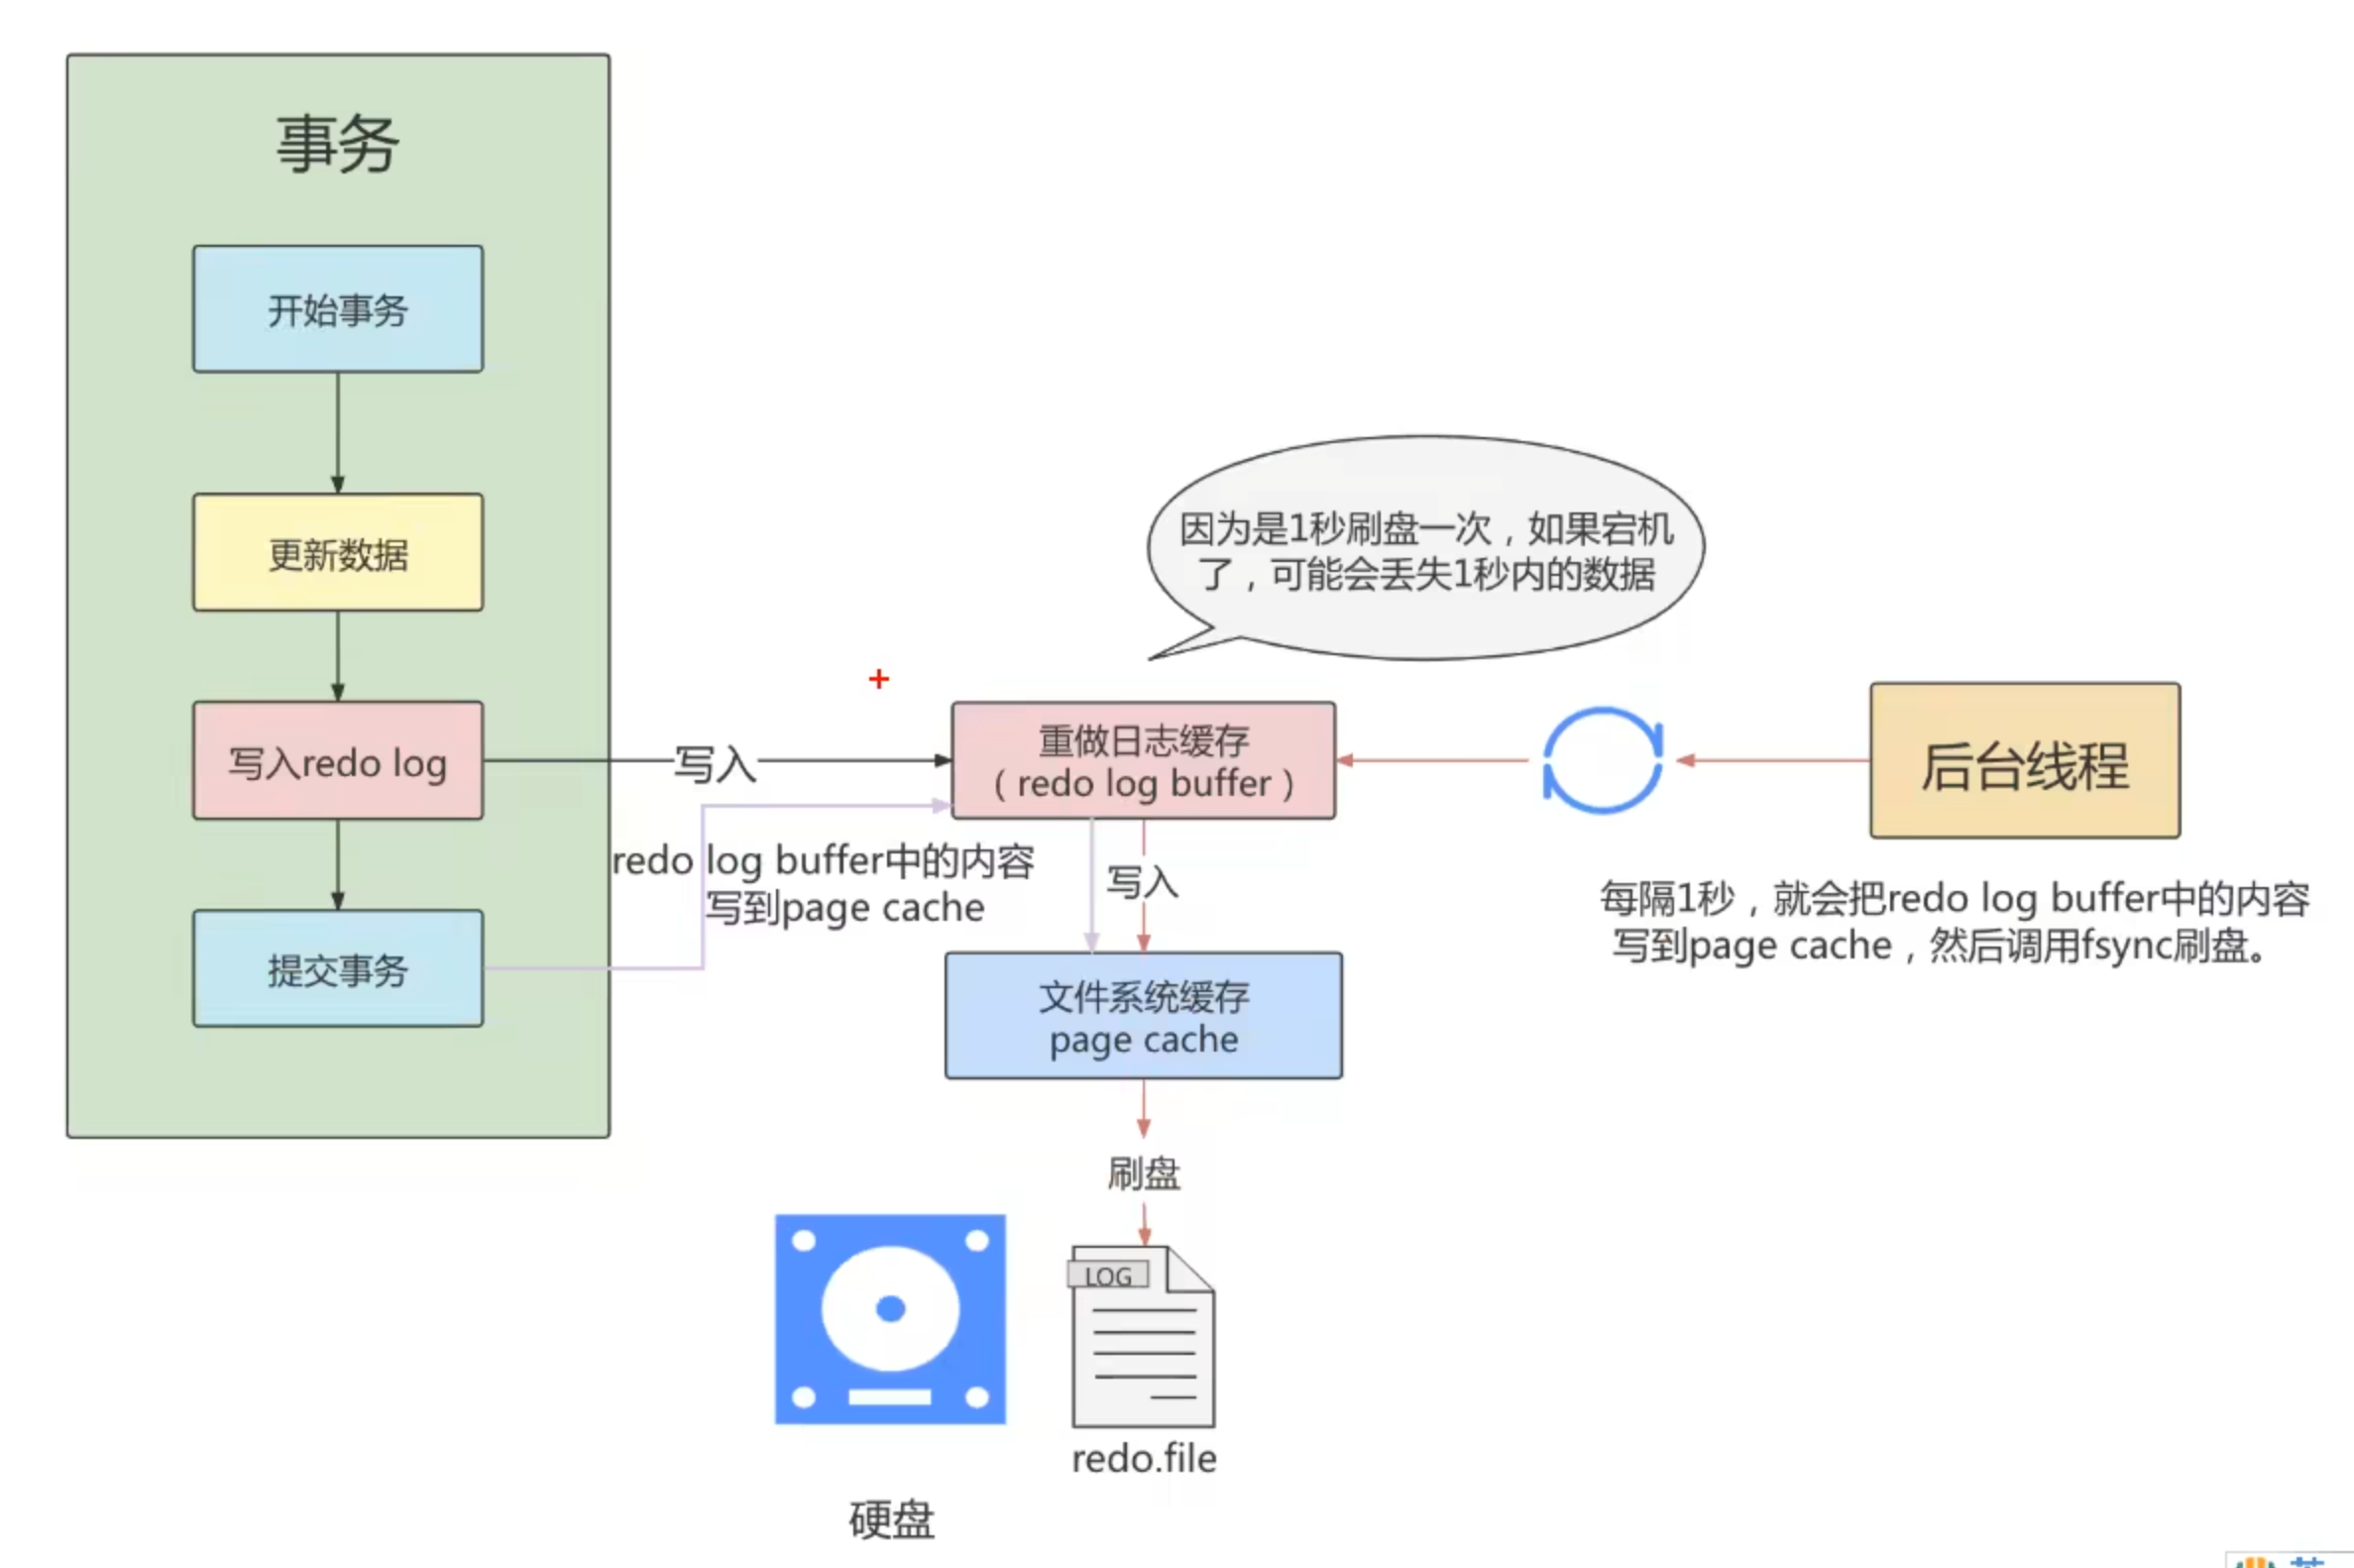 事务
开始事务
更新数据
写入redo log
提交事务
写入
redo log buffer中的内容
写到page cache
因为是1秒刷盘一次，如果宕机
了，可能会丢失1秒内的数据
重做日志缓存
（redo log buffer）
写入
文件系统缓存
page cache
刷盘
LOG
redo.file
硬盘
后台线程
每隔1秒，就会把redo log buffer中的内容
写到page cache，然后调用fsync刷盘。